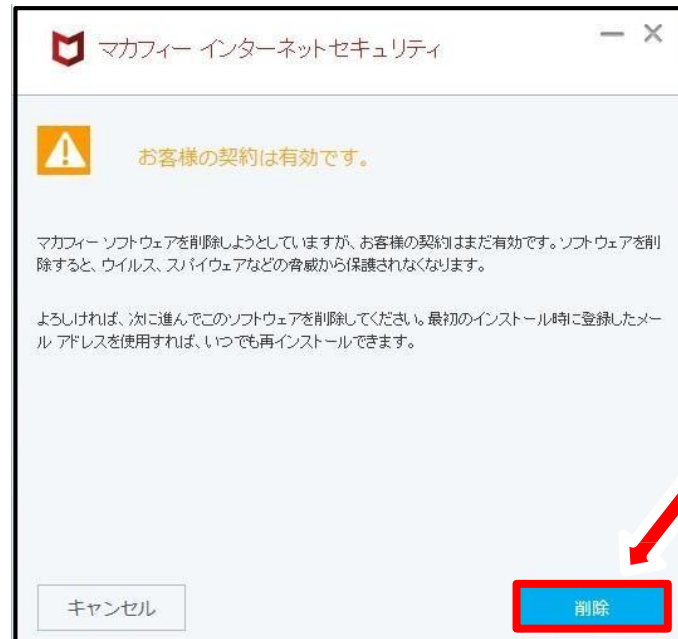 マカフィー インターネットセキュリティ
お客様の契約は有効です。
マカフィー ソフトウェアを削除しようとしていますが、お客様の契約はまだ有効です。ソフトウェアを削
除すると、ウイルス、スパイウェアなどの脅威から保護されなくなります。
よろしければ、次に進んでこのソフトウェアを削除してください。最初のインストール時に登録したメー
ル アドレスを使用すれば、いつでも再インストールできます。
キャンセル
削除